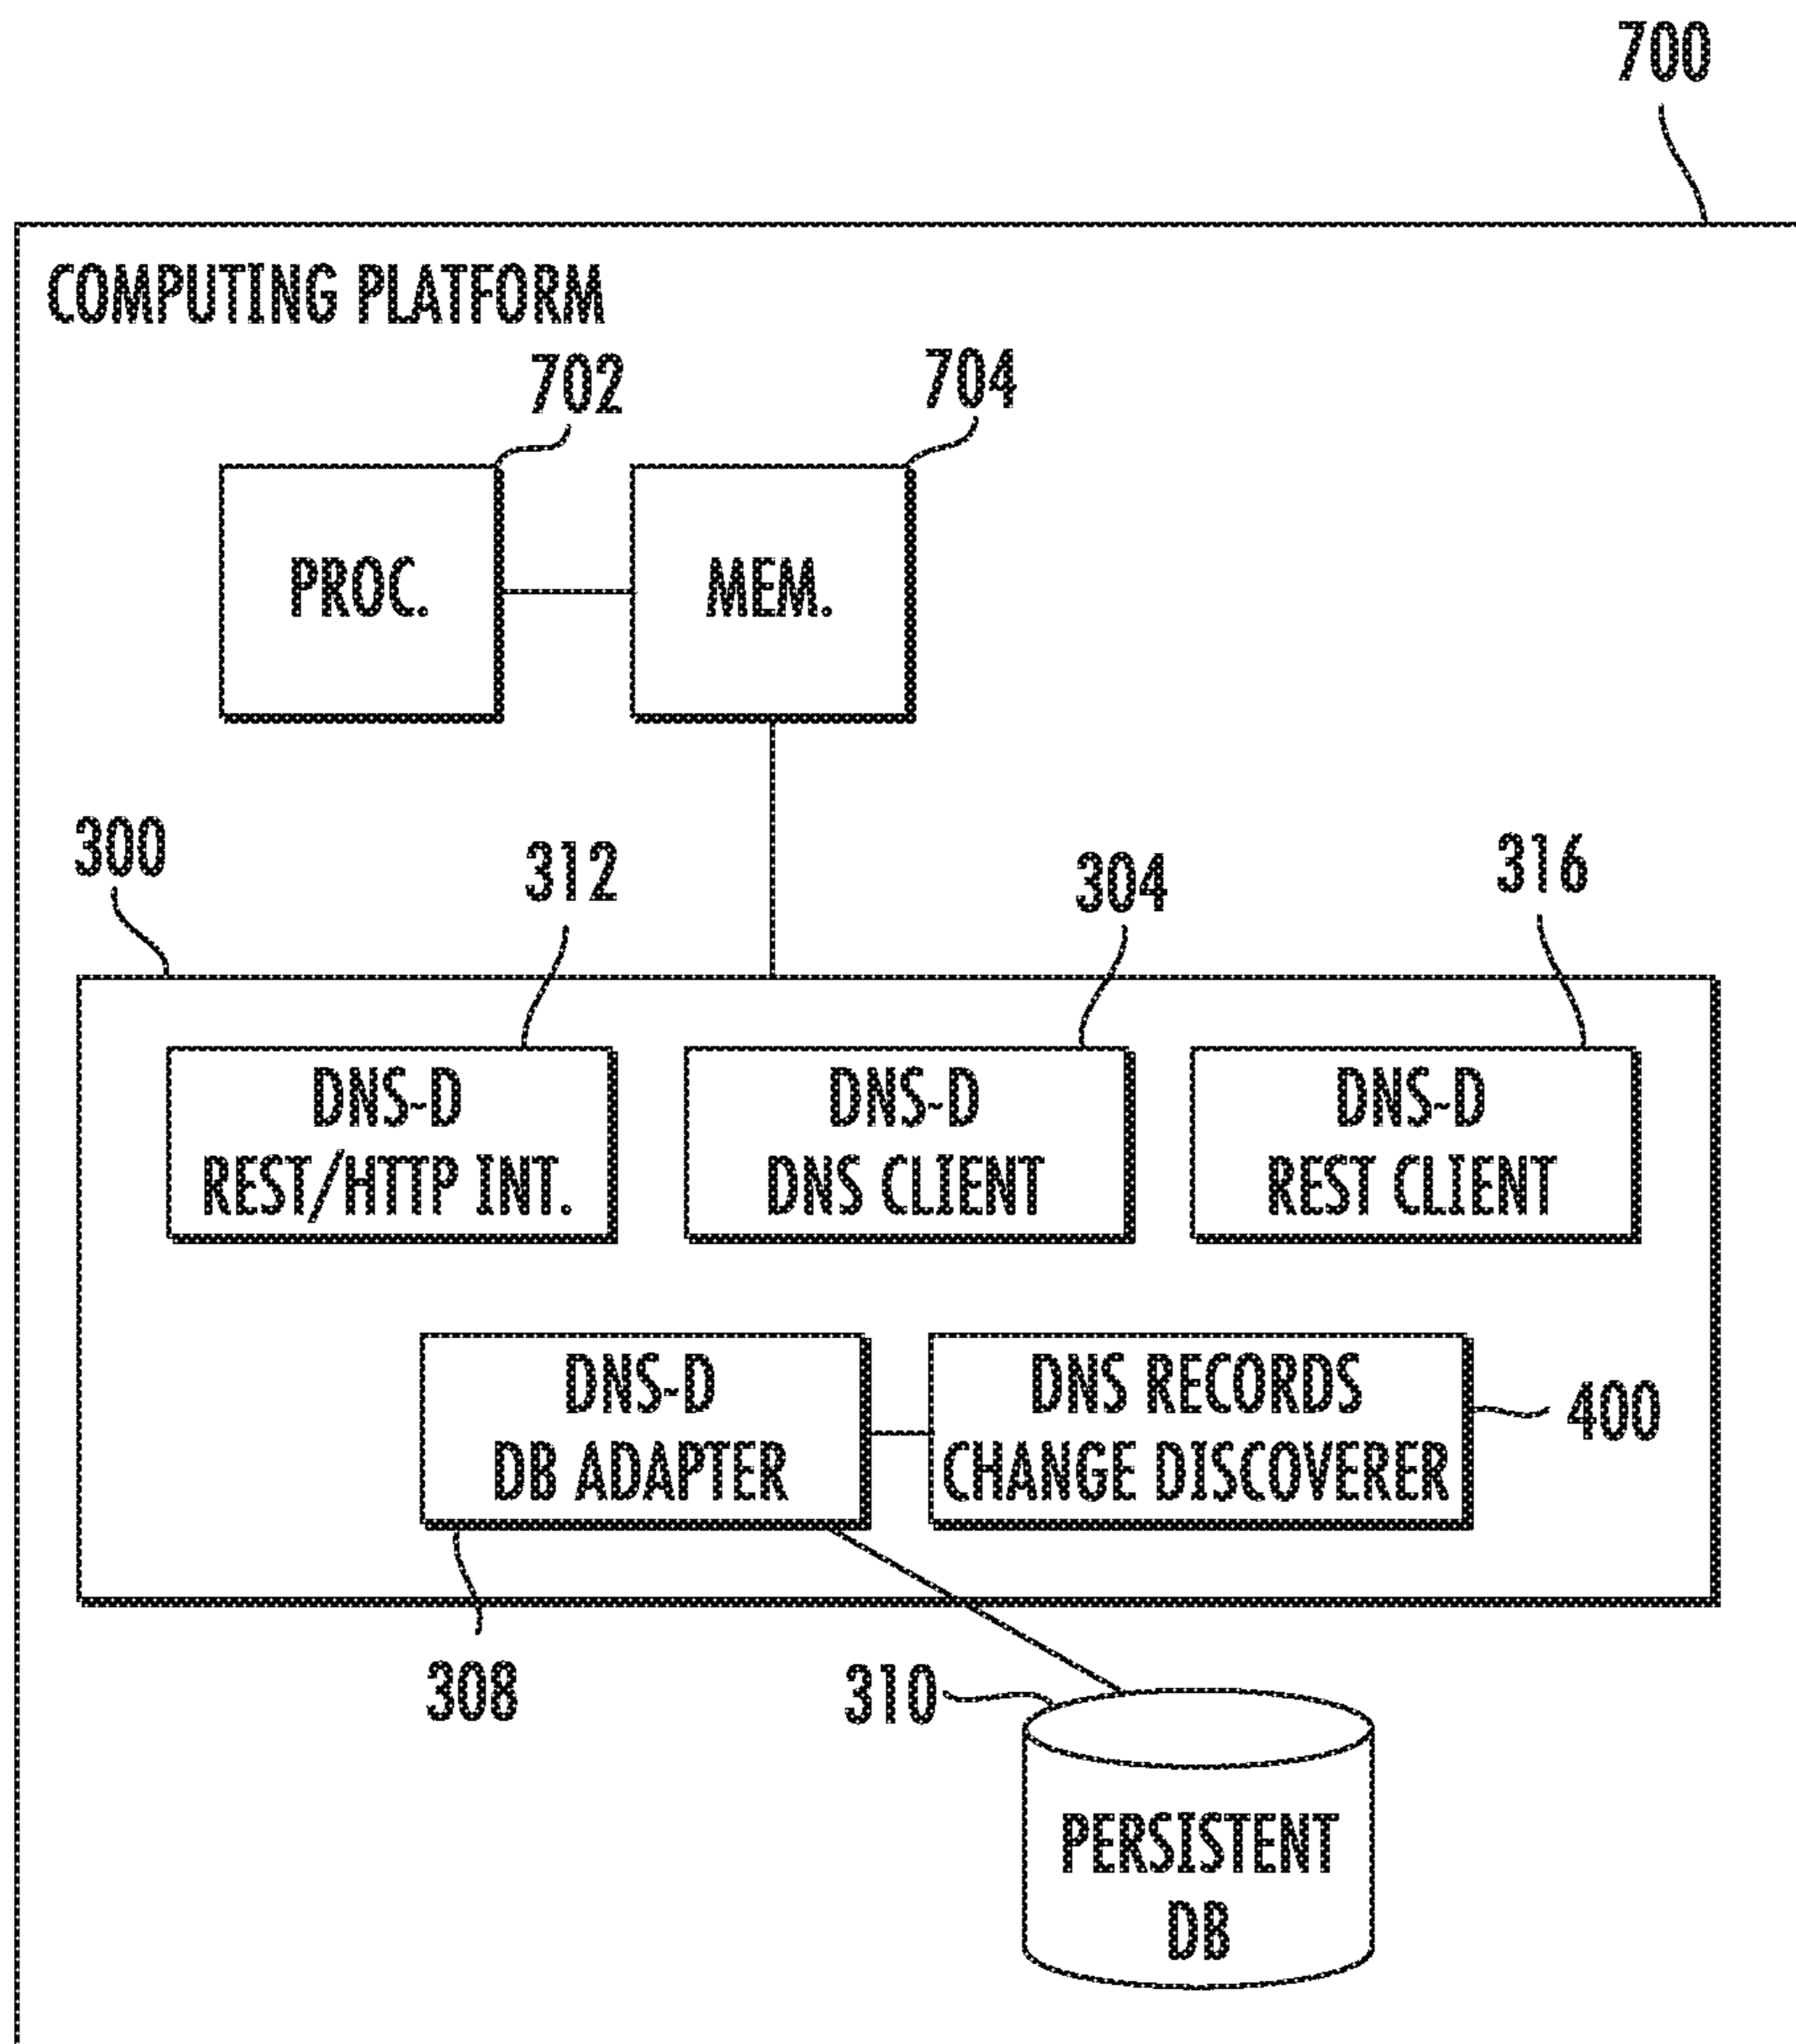 700
COMPUTING PLATFORM
702
704
PROC.
MEM.
300
312
304
316
DNS-D
REST/HTTP INT.
DNS-D
DNS CLIENT
DNS-D
REST CLIENT
DNS-D
DB ADAPTER
DNS RECORDS
CHANGE DISCOVERER
400
308
310
PERSISTENT
DB